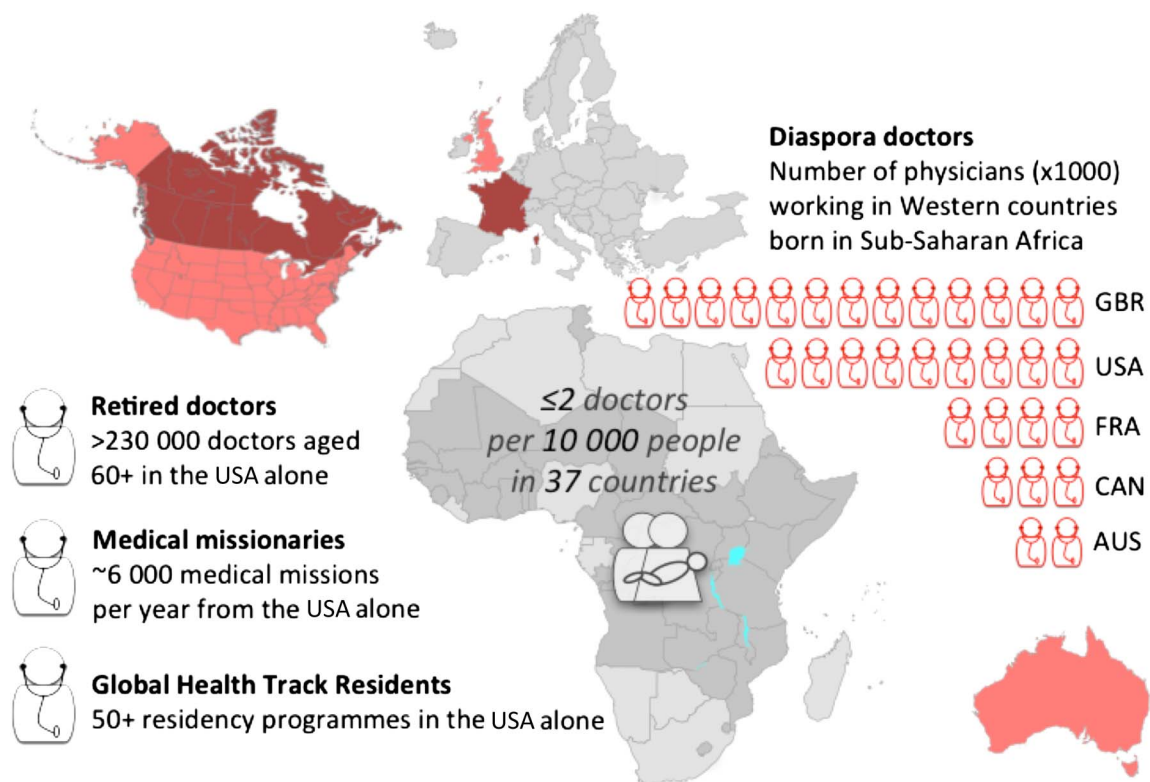 Diaspora doctors
Number of physicians (x1000)
working in Western countries
born in Sub-Saharan Africa
GBR
USA
FRA
CAN
AUS
≤2 doctors
per 10 000 people
in 37 countries
Retired doctors
>230 000 doctors aged
60+ in the USA alone
Medical missionaries
~6 000 medical missions
per year from the USA alone
Global Health Track Residents
50+ residency programmes in the USA alone